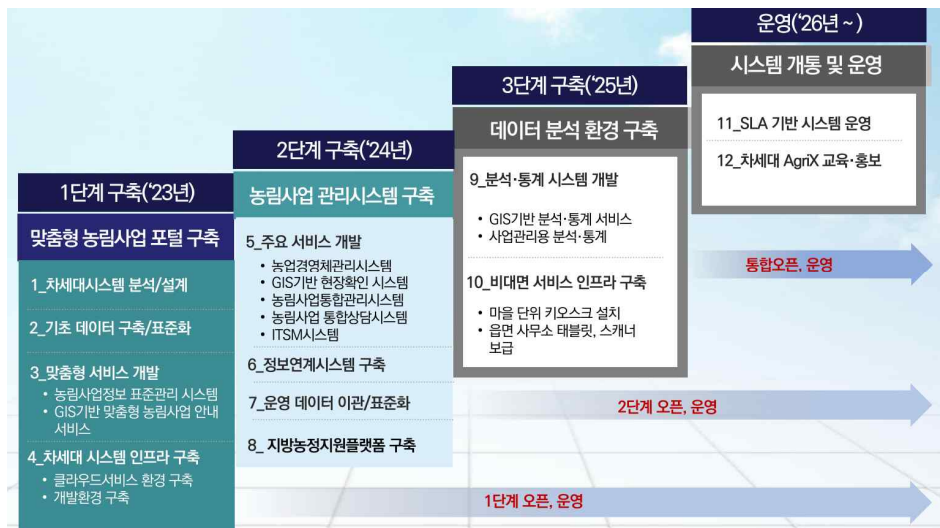 1단계 구축('23년)
맞춤형 농림사업 포털 구축
1_차세대시스템 분석/설계
2_기초 데이터 구축/표준화
3_맞춤형 서비스 개발
• 농림사업정보 표준관리 시스템
• GIS기반 맞춤형 농림사업 안내
서비스
4_차세대 시스템 인프라 구축
• 클라우드서비스 환경 구축
• 개발환경 구축
2단계 구축('24년)
농림사업 관리시스템 구축
5_주요 서비스 개발
• 농업경영체관리시스템
• GIS기반 현장확인 시스템
• 농림사업통합관리시스템
• 농림사업 통합상담시스템
• ITSM시스템
6_정보연계시스템 구축
7_운영 데이터 이관/표준화
8_ 지방농정지원플랫폼 구축
3단계 구축('25년)
데이터 분석 환경 구축
9_분석·통계 시스템 개발
• GIS기반 분석·통계 서비스
• 사업관리용 분석·통계
10_비대면 서비스 인프라 구축
• 마을 단위 키오스크 설치
• 읍면 사무소 태블릿, 스캐너
보급
운영('26년 ~ )
시스템 개통 및 운영
11_SLA 기반 시스템 운영
12_차세대 AgriX 교육·홍보
통합오픈, 운영
2단계 오픈, 운영
1단계 오픈, 운영